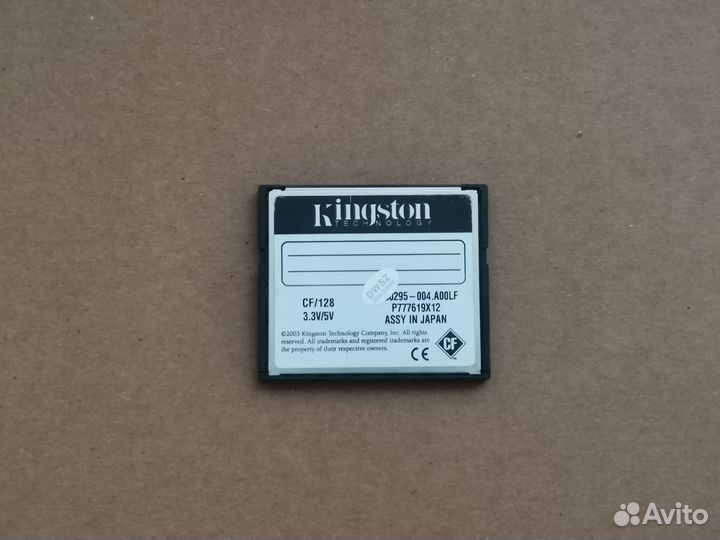 Kingston
TECHNOLOGY
DWSZ
CF/128
0295-004.A00LF
3.3V/5V
P777619X12
ASSY IN JAPAN
©2003 Kingston Technology Company, Inc. All rights
reserved. All trademarks and registered trademarks are
the property of their respective owners.
CE
CF
Avito